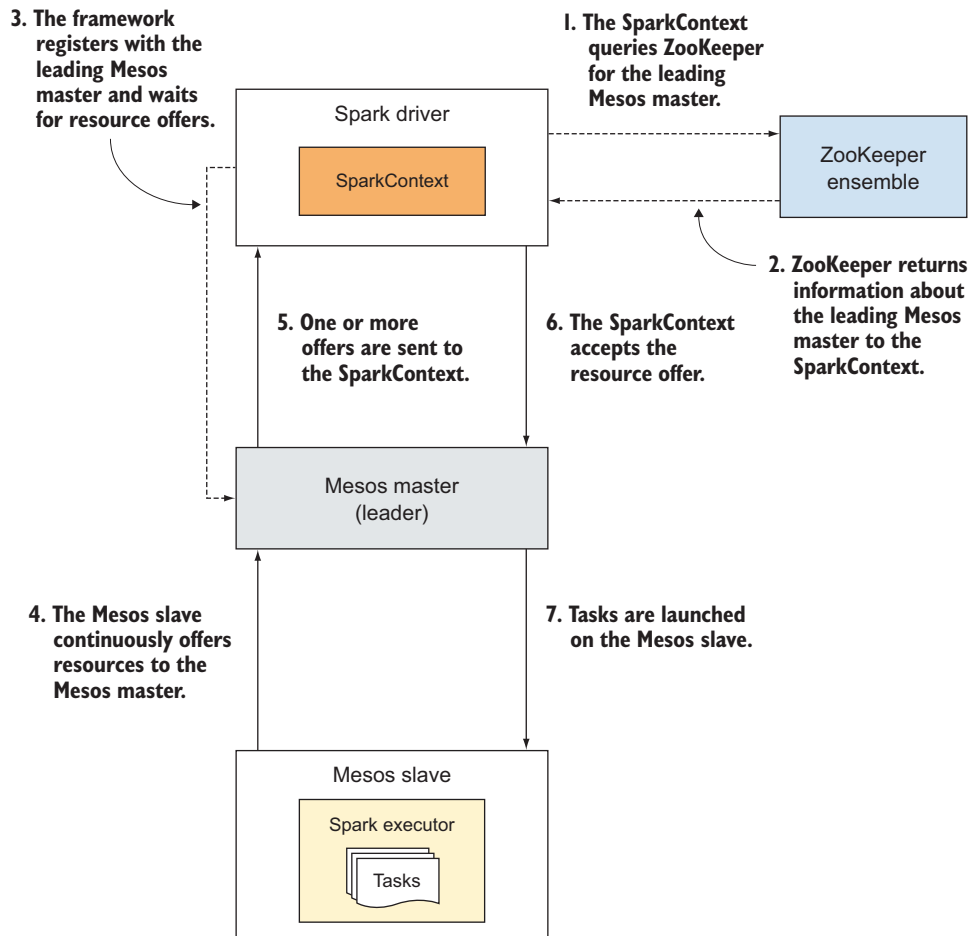 3. The framework
registers with the
leading Mesos
master and waits
for resource offers.
1. The SparkContext
queries ZooKeeper
for the leading
Mesos master.
Spark driver
SparkContext
ZooKeeper
ensemble
2. ZooKeeper returns
information about
the leading Mesos
master to the
SparkContext.
5. One or more
offers are sent to
the SparkContext.
6. The SparkContext
accepts the
resource offer.
Mesos master
(leader)
4. The Mesos slave
continuously offers
resources to the
Mesos master.
7. Tasks are launched
on the Mesos slave.
Mesos slave
Spark executor
Tasks